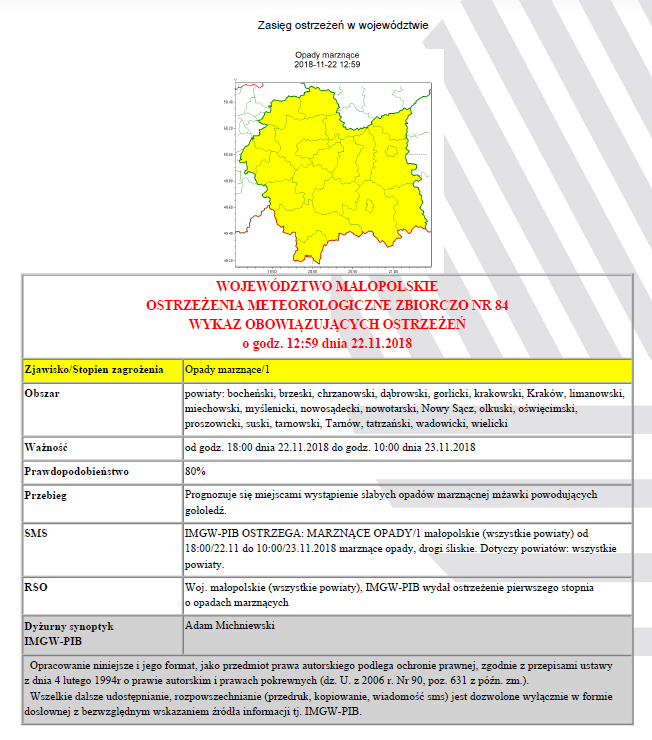 Zasięg ostrzeżeń w województwie
Opady marznące
2018-11-22 12:59
WOJEWÓDZTWO MAŁOPOLSKIE
OSTRZEŻENIA METEOROLOGICZNE ZBIORCZO NR 84
WYKAZ OBOWIĄZUJĄCYCH OSTRZEŻEŃ
o godz. 12:59 dnia 22.11.2018
Zjawisko/Stopien zagrożenia Opady marznące/1
Obszar powiaty: bocheński, brzeski, chrzanowski, dąbrowski, gorlicki, krakowski, Kraków, limanowski,
miechowski, myślenicki, nowosądecki, nowotarski, Nowy Sącz, olkuski, oświęcimski,
proszowicki, suski, tarnowski, Tarnów, tatrzański, wadowicki, wielicki
Ważność od godz. 18:00 dnia 22.11.2018 do godz. 10:00 dnia 23.11.2018
Prawdopodobieństwo 80%
Przebieg Prognozuje się miejscami wystąpienie słabych opadów marznącej mżawki powodujących
gołoledź.
SMS IMGW-PIB OSTRZEGA: MARZNĄCE OPADY/1 małopolskie (wszystkie powiaty) od
18:00/22.11 do 10:00/23.11.2018 marznące opady, drogi śliskie. Dotyczy powiatów: wszystkie
powiaty.
RSO Woj. małopolskie (wszystkie powiaty), IMGW-PIB wydał ostrzeżenie pierwszego stopnia
o opadach marznących
Dyżurny synoptyk Adam Michniewski
IMGW-PIB
Opracowanie niniejsze i jego format, jako przedmiot prawa autorskiego podlega ochronie prawnej, zgodnie z przepisami ustawy
z dnia 4 lutego 1994r o prawie autorskim i prawach pokrewnych (dz. U. z 2006 r. Nr 90, poz. 631 z późn. zm.).
Wszelkie dalsze udostępnianie, rozpowszechnianie (przedruk, kopiowanie, wiadomość sms) jest dozwolone wyłącznie w formie
dosłownej z bezwzględnym wskazaniem źródła informacji tj. IMGW-PIB.